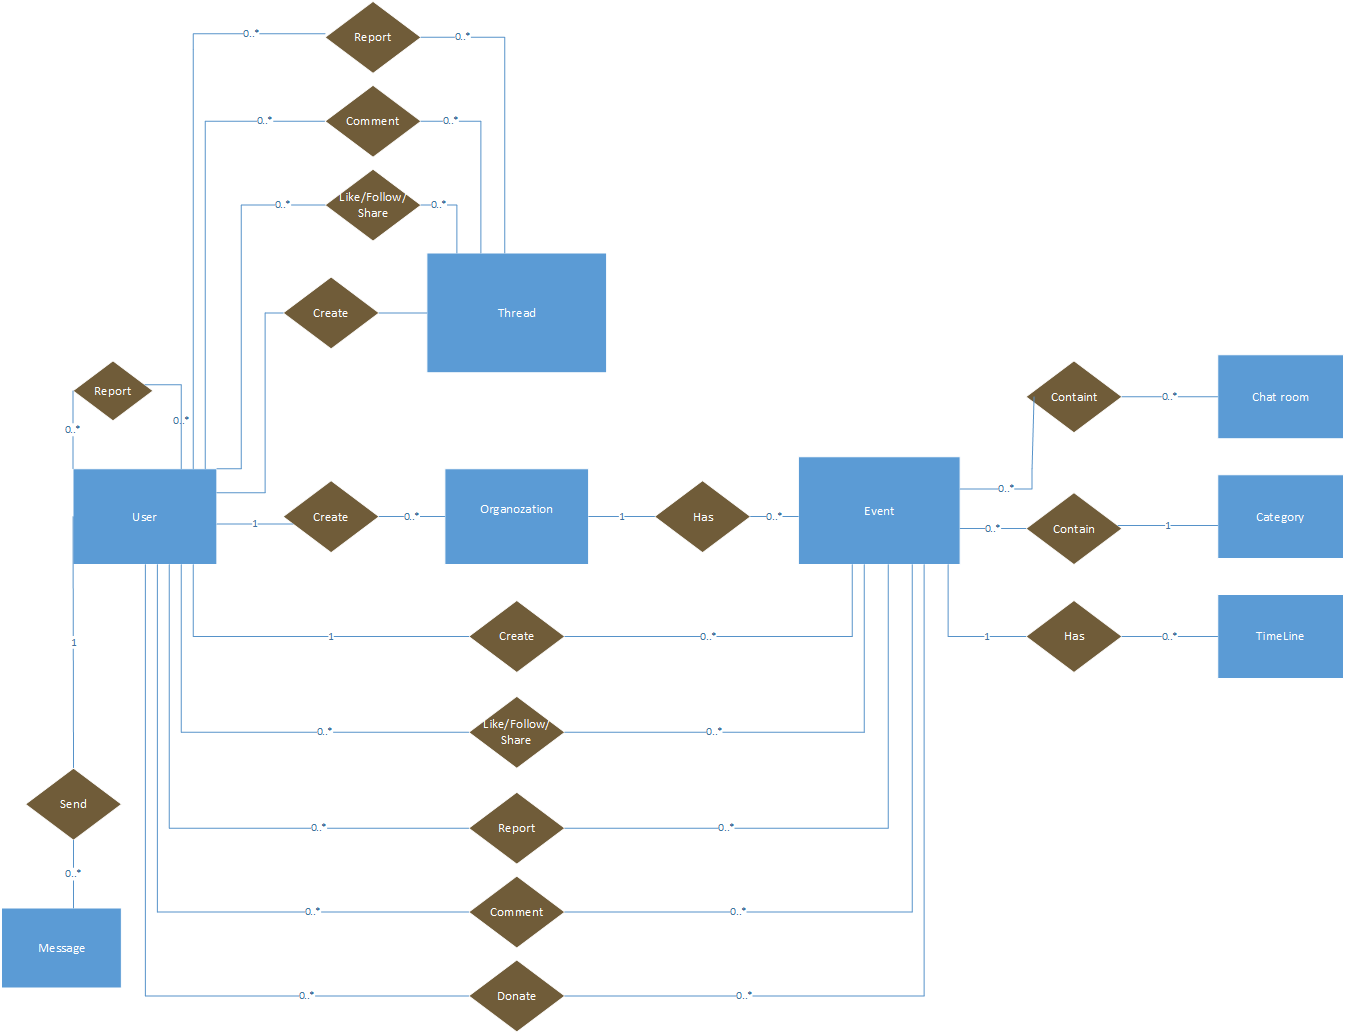 Report
0..*
0..*
Comment
0..*
0..*
Like/Follow/
Share
0..*
0..*
Create
Thread
Report
0..*
0..*
Containt
0..*
Chat room
0..*
User
1
Create
0..*
Organozation
1
Has
0..*
Event
0..*
Contain
1
Category
1
Create
0..*
1
Has
0..*
TimeLine
1
0..*
Like/Follow/
Share
0..*
Send
0..*
Report
0..*
0..*
Message
0..*
Comment
0..*
0..*
Donate
0..*